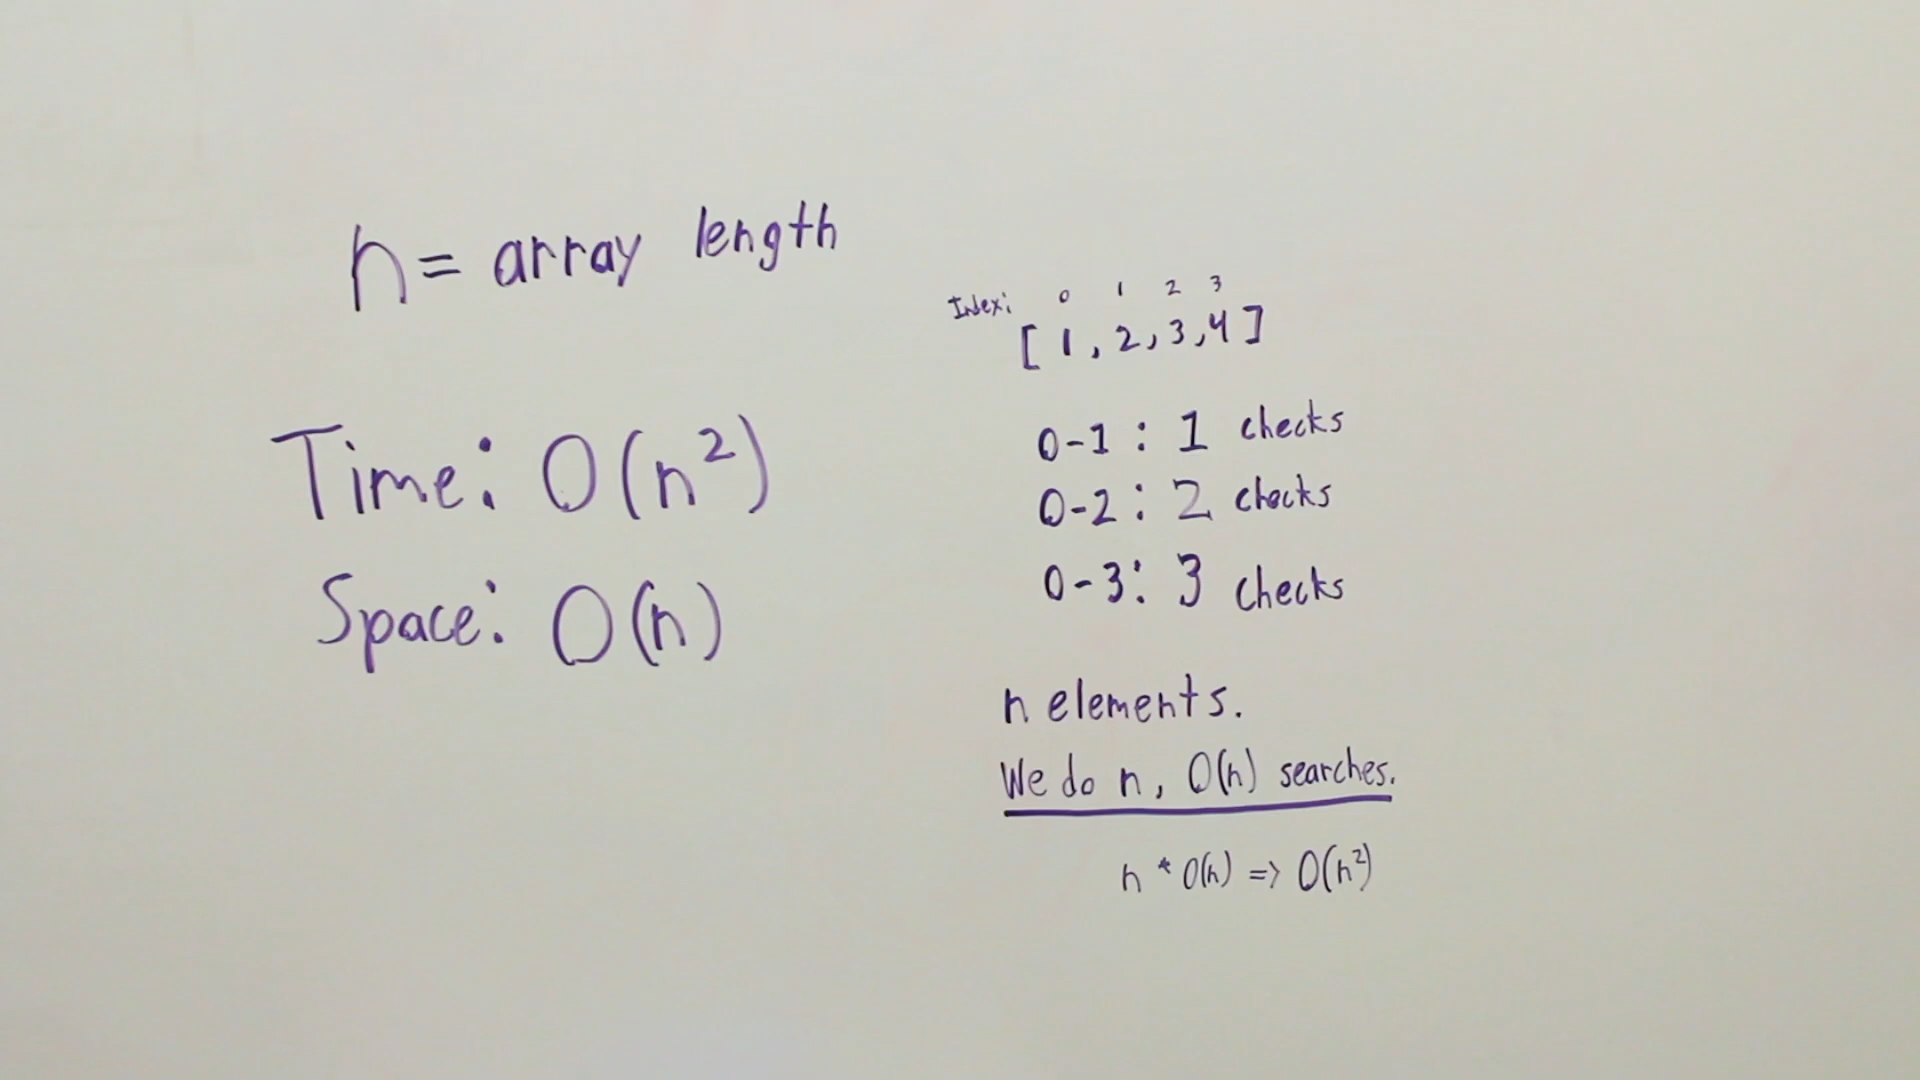 n = array length
Time: O(n²)
Space: O(n)
Index: 0 1 2 3
[ 1, 2, 3, 4 ]
0-1 : 1 checks
0-2 : 2 checks
0-3 : 3 checks
n elements.
We do n, O(n) searches.
n * O(n) => O(n²)